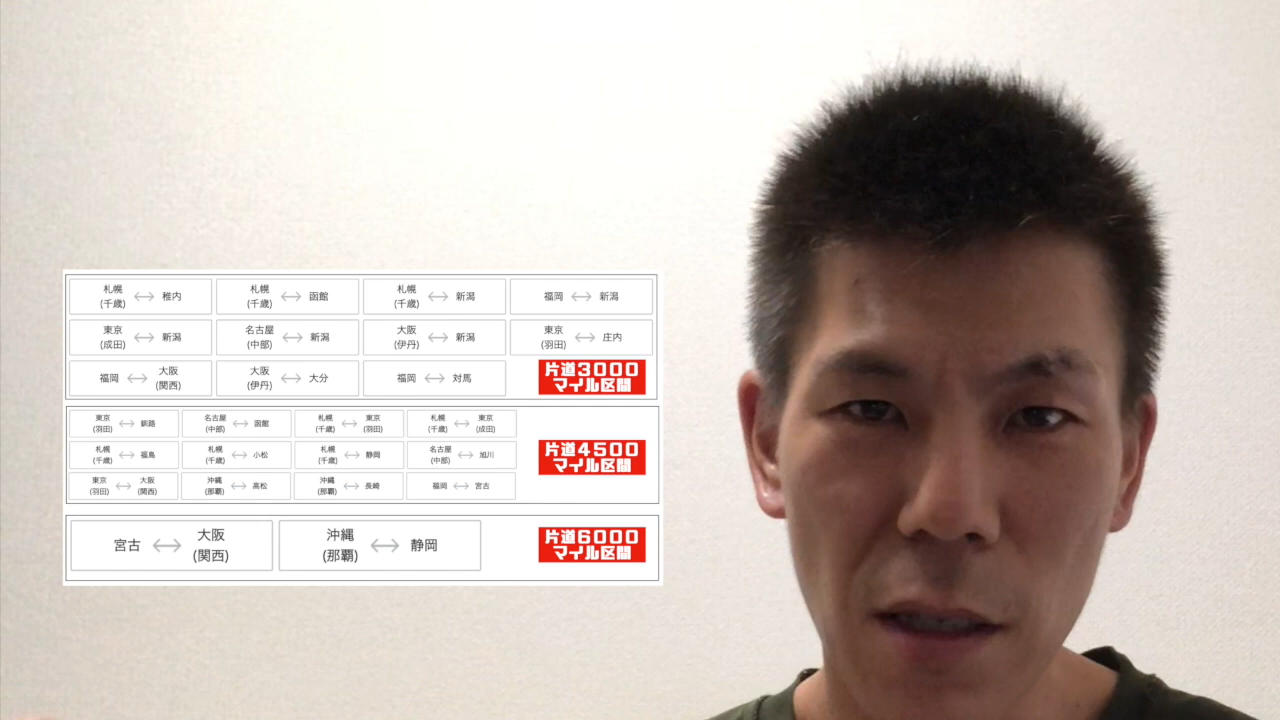 札幌(千歳) ↔ 稚内
札幌(千歳) ↔ 函館
札幌(千歳) ↔ 新潟
福岡 ↔ 新潟
東京(成田) ↔ 新潟
名古屋(中部) ↔ 新潟
大阪(伊丹) ↔ 新潟
東京(羽田) ↔ 庄内
福岡 ↔ 大阪(関西)
大阪(伊丹) ↔ 大分
福岡 ↔ 対馬
片道3000
マイル区間
東京(羽田) ↔ 釧路
名古屋(中部) ↔ 函館
札幌(千歳) ↔ 東京(羽田)
札幌(千歳) ↔ 東京(成田)
札幌(千歳) ↔ 福島
札幌(千歳) ↔ 小松
札幌(千歳) ↔ 静岡
名古屋(中部) ↔ 旭川
東京(羽田) ↔ 大阪(関西)
沖縄(那覇) ↔ 高松
沖縄(那覇) ↔ 長崎
福岡 ↔ 宮古
片道4500
マイル区間
宮古 ↔ 大阪(関西)
沖縄(那覇) ↔ 静岡
片道6000
マイル区間